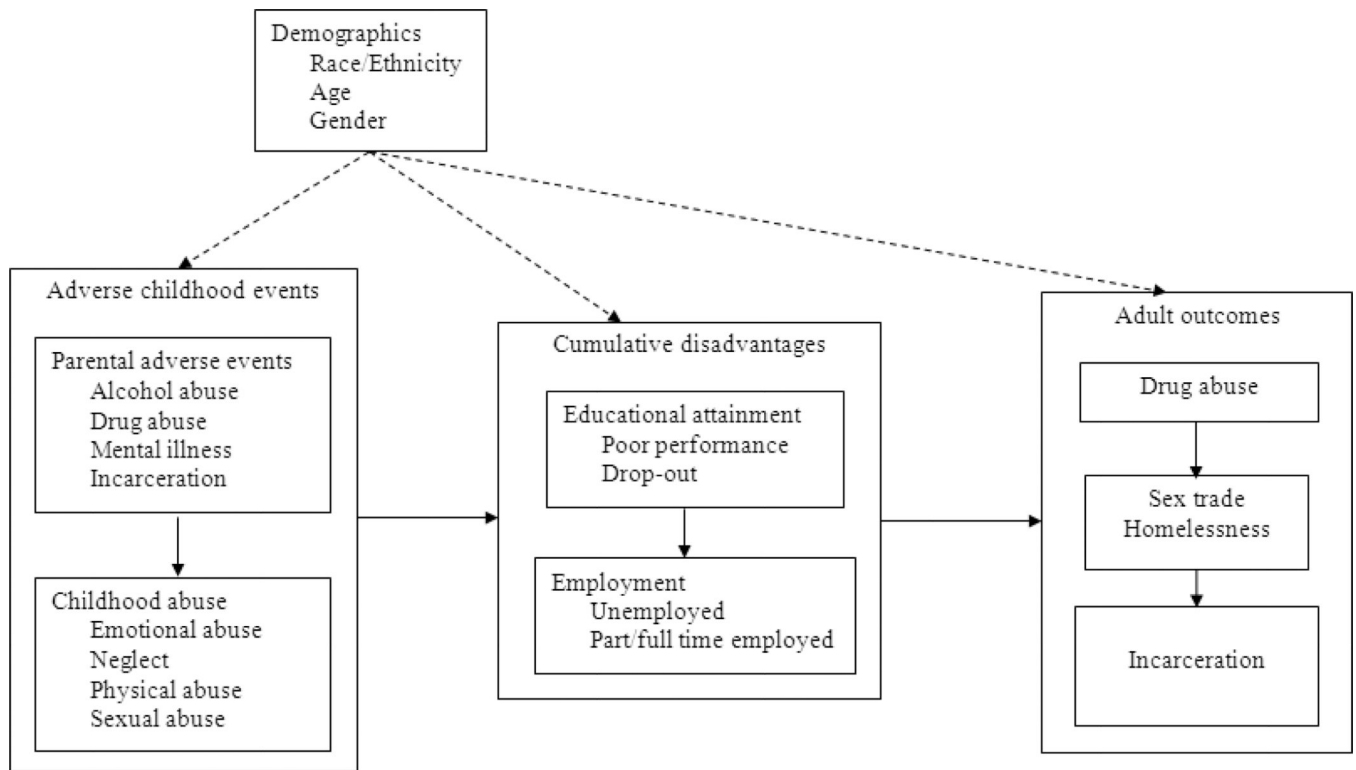 Demographics
Race/Ethnicity
Age
Gender
Adverse childhood events
Parental adverse events
Alcohol abuse
Drug abuse
Mental illness
Incarceration
Childhood abuse
Emotional abuse
Neglect
Physical abuse
Sexual abuse
Cumulative disadvantages
Educational attainment
Poor performance
Drop-out
Employment
Unemployed
Part/full time employed
Adult outcomes
Drug abuse
Sex trade
Homelessness
Incarceration